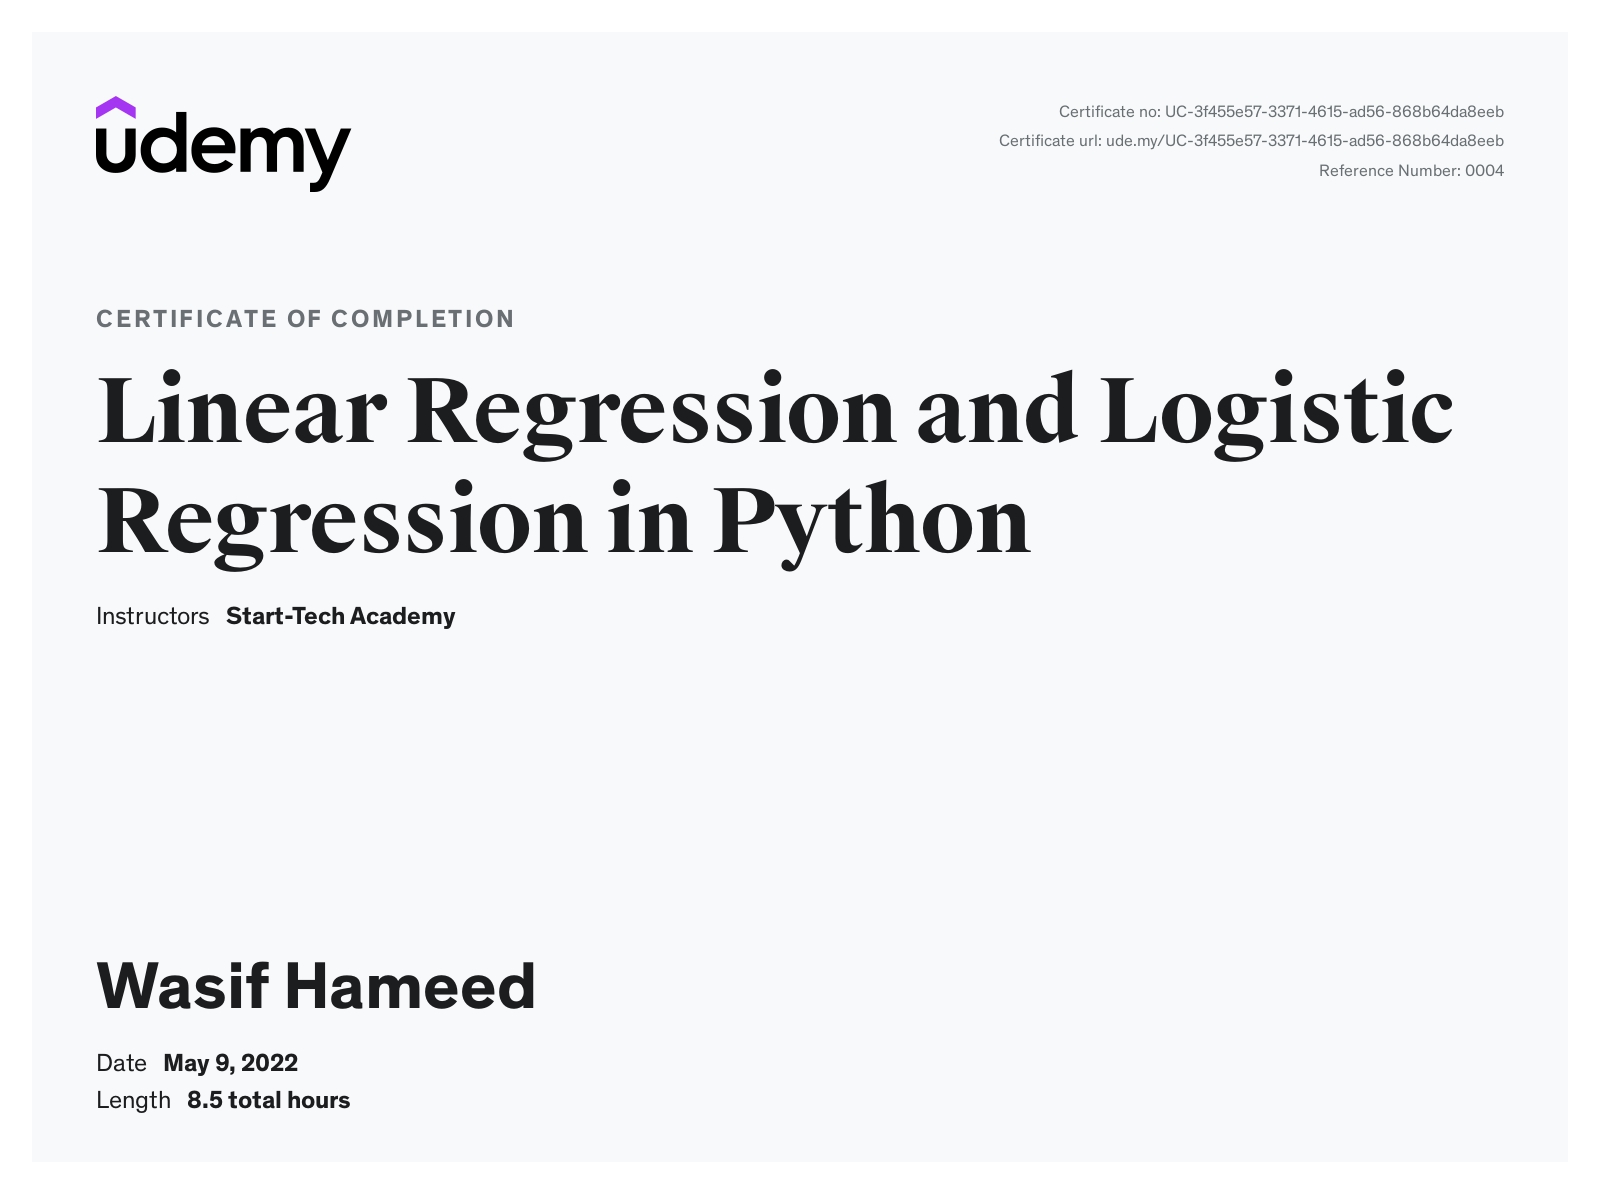 udemy
Certificate no: UC-3f455e57-3371-4615-ad56-868b64da8eeb
Certificate url: ude.my/UC-3f455e57-3371-4615-ad56-868b64da8eeb
Reference Number: 0004
CERTIFICATE OF COMPLETION
Linear Regression and Logistic
Regression in Python
Instructors Start-Tech Academy
Wasif Hameed
Date May 9, 2022
Length 8.5 total hours